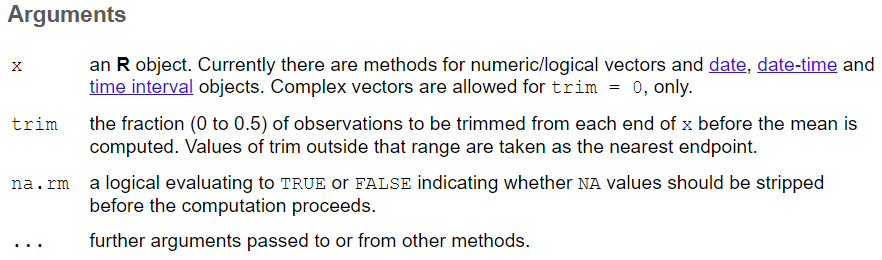 Arguments
x an R object. Currently there are methods for numeric/logical vectors and date, date-time and
time interval objects. Complex vectors are allowed for trim = 0, only.
trim the fraction (0 to 0.5) of observations to be trimmed from each end of x before the mean is
computed. Values of trim outside that range are taken as the nearest endpoint.
na.rm a logical evaluating to TRUE or FALSE indicating whether NA values should be stripped
before the computation proceeds.
... further arguments passed to or from other methods.